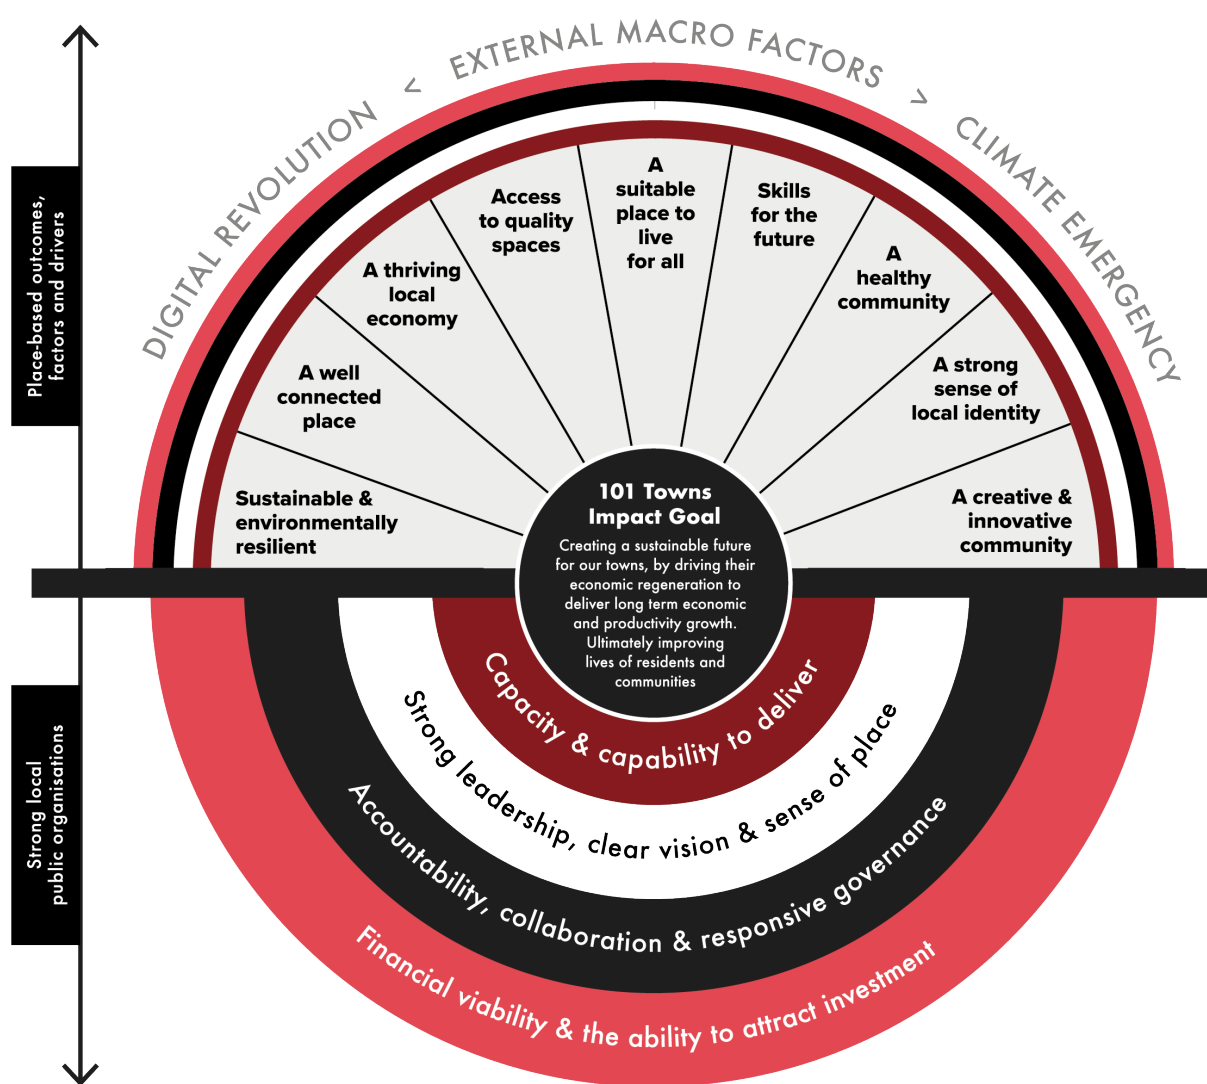 DIGITAL REVOLUTION < EXTERNAL MACRO FACTORS > CLIMATE EMERGENCY
Place-based outcomes,
factors and drivers
Sustainable &
environmentally
resilient
A well
connected
place
A thriving
local
economy
Access
to quality
spaces
A
suitable
place to
live
for all
Skills
for the
future
A
healthy
community
A strong
sense of
local identity
A creative &
innovative
community
101 Towns
Impact Goal
Creating a sustainable future
for our towns, by driving their
economic regeneration to
deliver long term economic
and productivity growth.
Ultimately improving
lives of residents and
communities
Strong local
public organisations
Capacity & capability to deliver
Strong leadership, clear vision & sense of place
Accountability, collaboration & responsive governance
Financial viability & the ability to attract investment